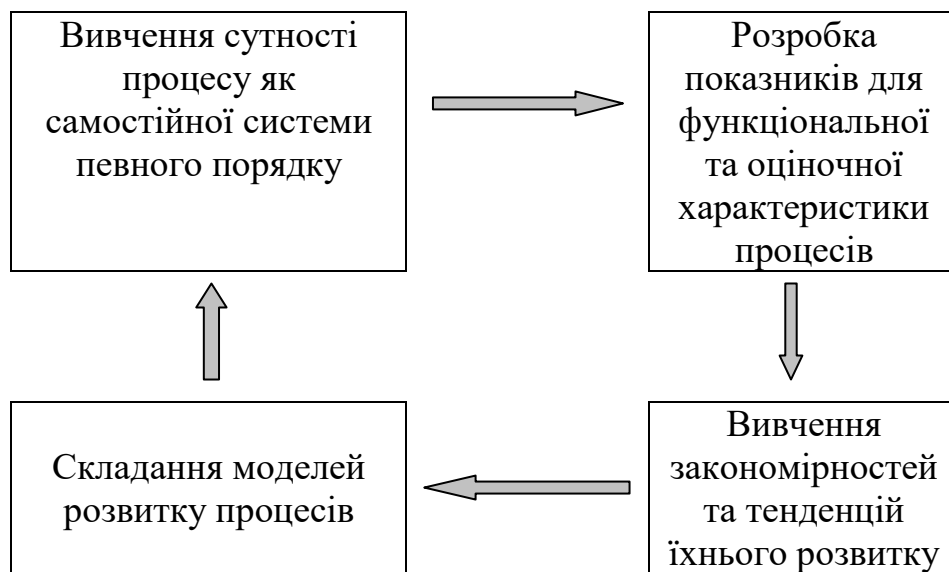 Вивчення сутності
процесу як
самостійної системи
певного порядку
Розробка
показників для
функціональної
та оціночної
характеристики
процесів
Вивчення
закономірностей
та тенденцій
їхнього розвитку
Складання моделей
розвитку процесів